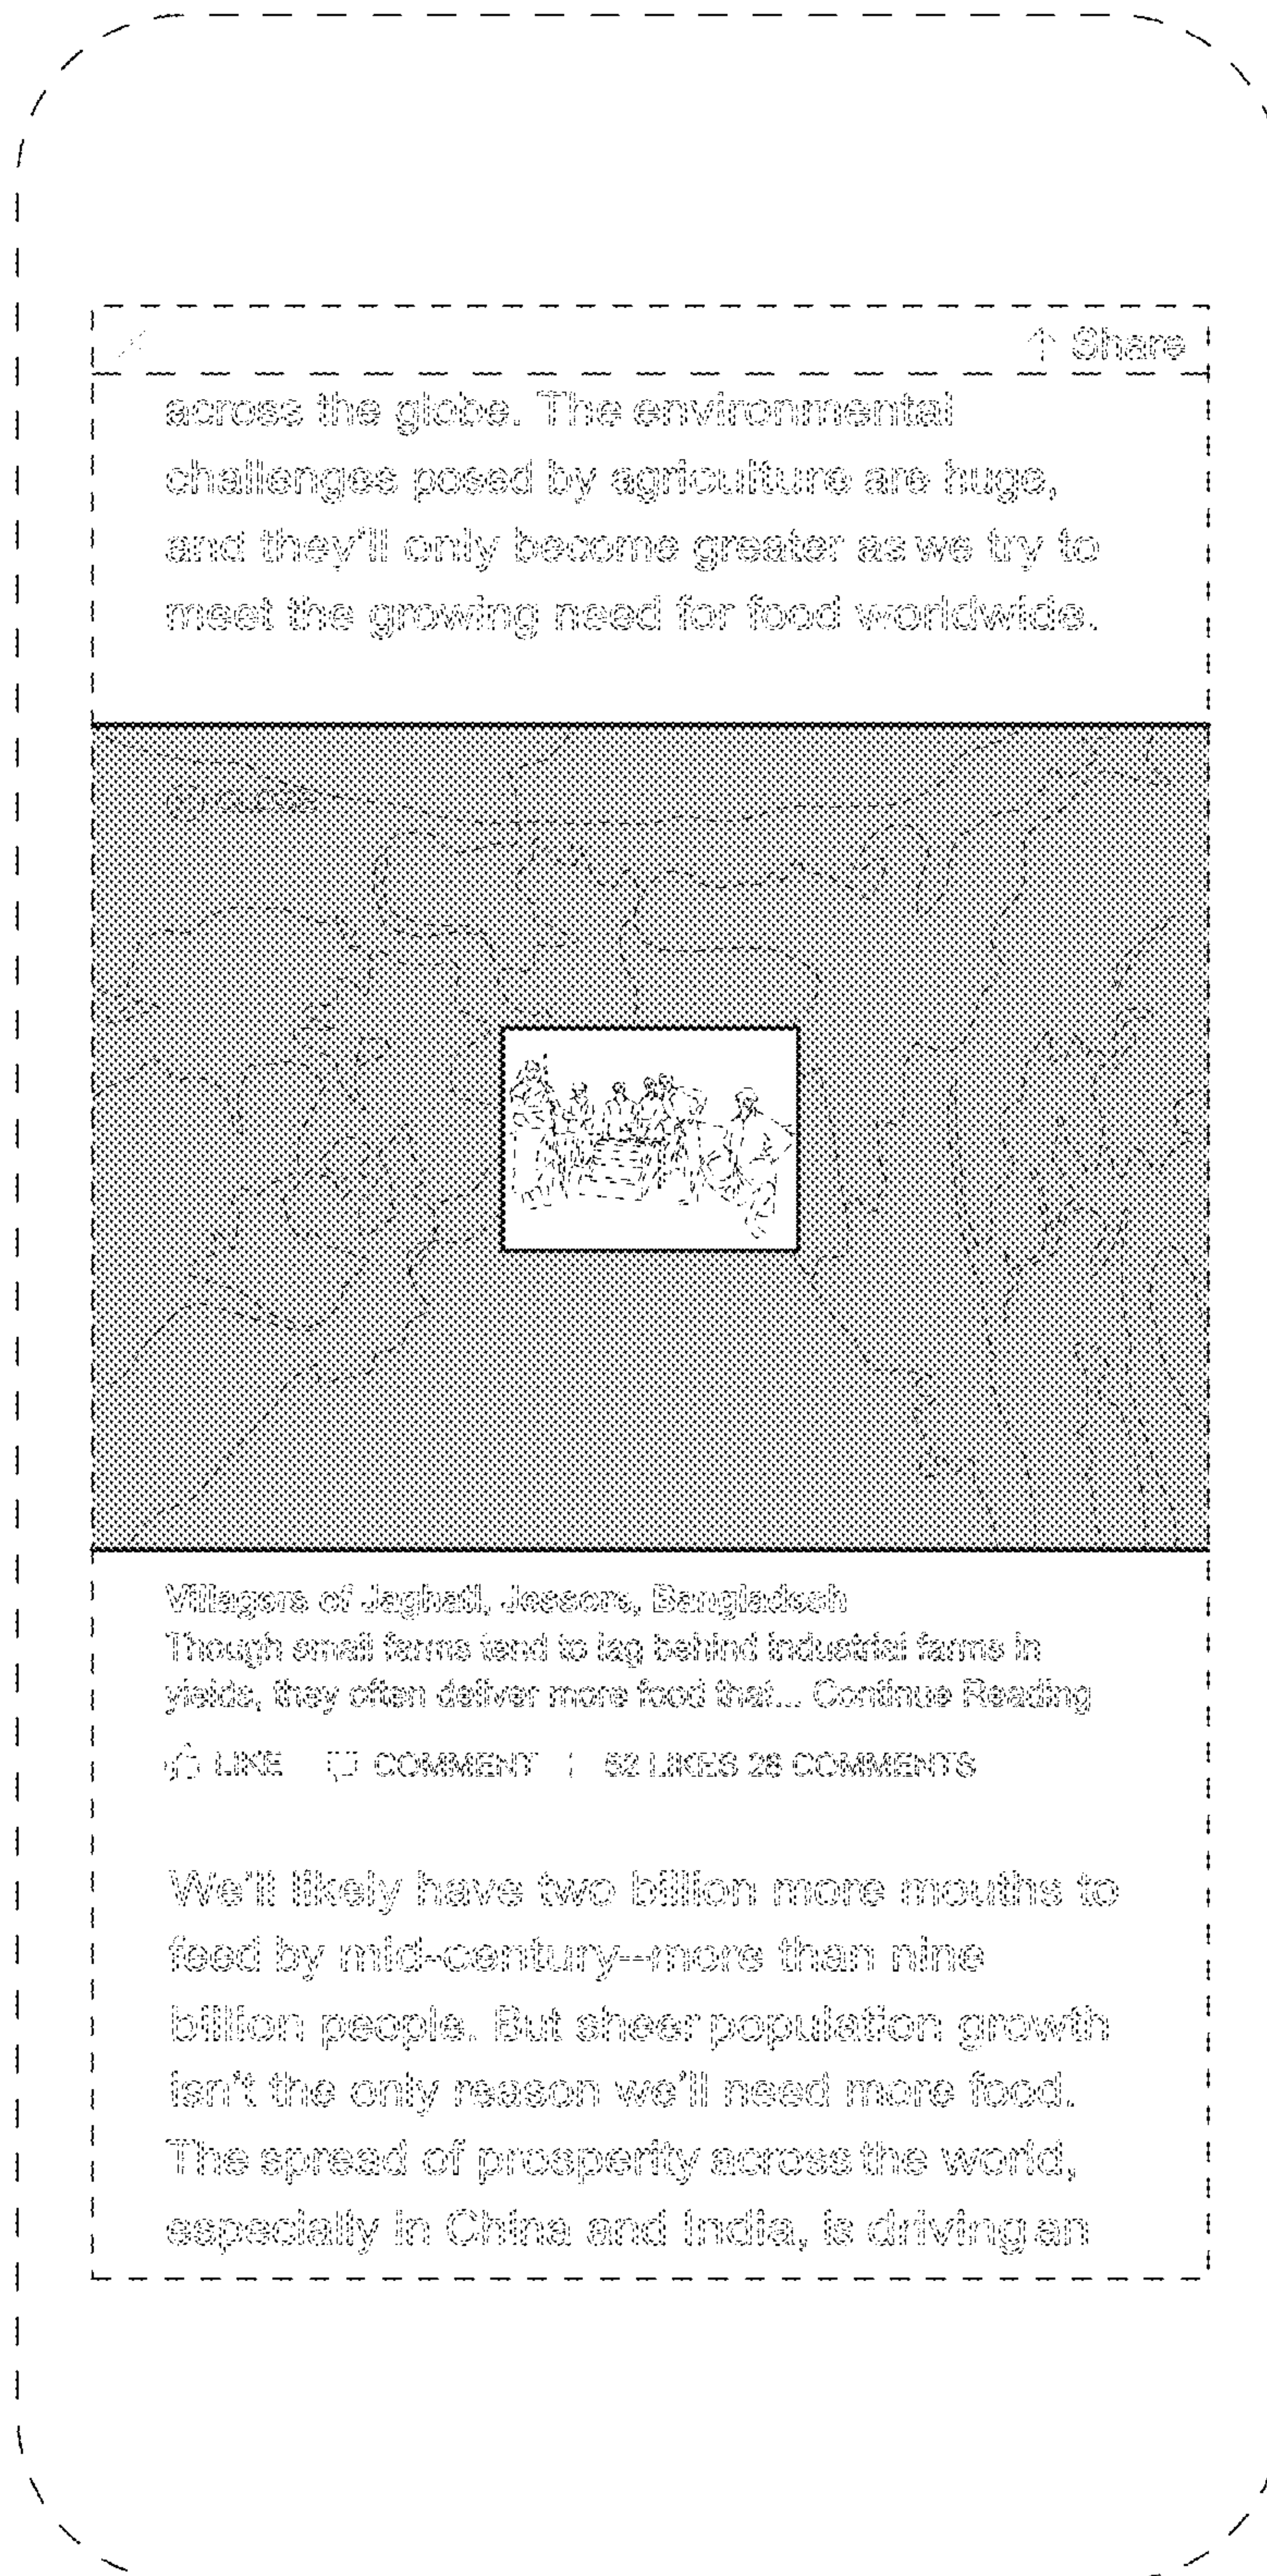 ↑ Share
across the globe. The environmental
challenges posed by agriculture are huge,
and they'll only become greater as we try to
meet the growing need for food worldwide.
CLOSE
Villagers of Jaghati, Jessore, Bangladesh
Though small farms tend to lag behind industrial farms in
yields, they often deliver more food that... Continue Reading
LIKE COMMENT | 52 LIKES 28 COMMENTS
We'll likely have two billion more mouths to
feed by mid-century--more than nine
billion people. But sheer population growth
isn't the only reason we'll need more food.
The spread of prosperity across the world,
especially in China and India, is driving an